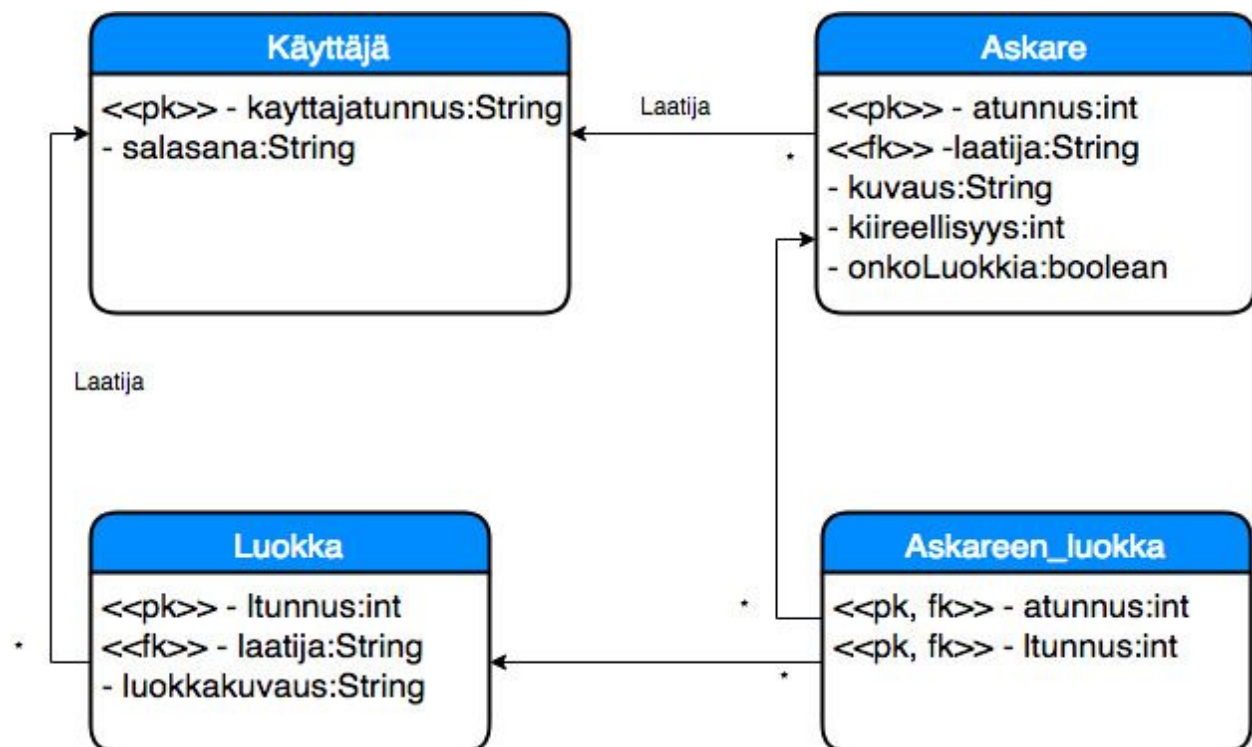 Käyttäjä
<<pk>> - kayttajatunnus:String
- salasana:String
Laatija
*
Askare
<<pk>> - atunnus:int
<<fk>> -laatija:String
- kuvaus:String
- kiireellisyys:int
- onkoLuokkia:boolean
Laatija
Luokka
<<pk>> - ltunnus:int
<<fk>> - laatija:String
- luokkakuvaus:String
*
*
*
Askareen_luokka
<<pk, fk>> - atunnus:int
<<pk, fk>> - ltunnus:int